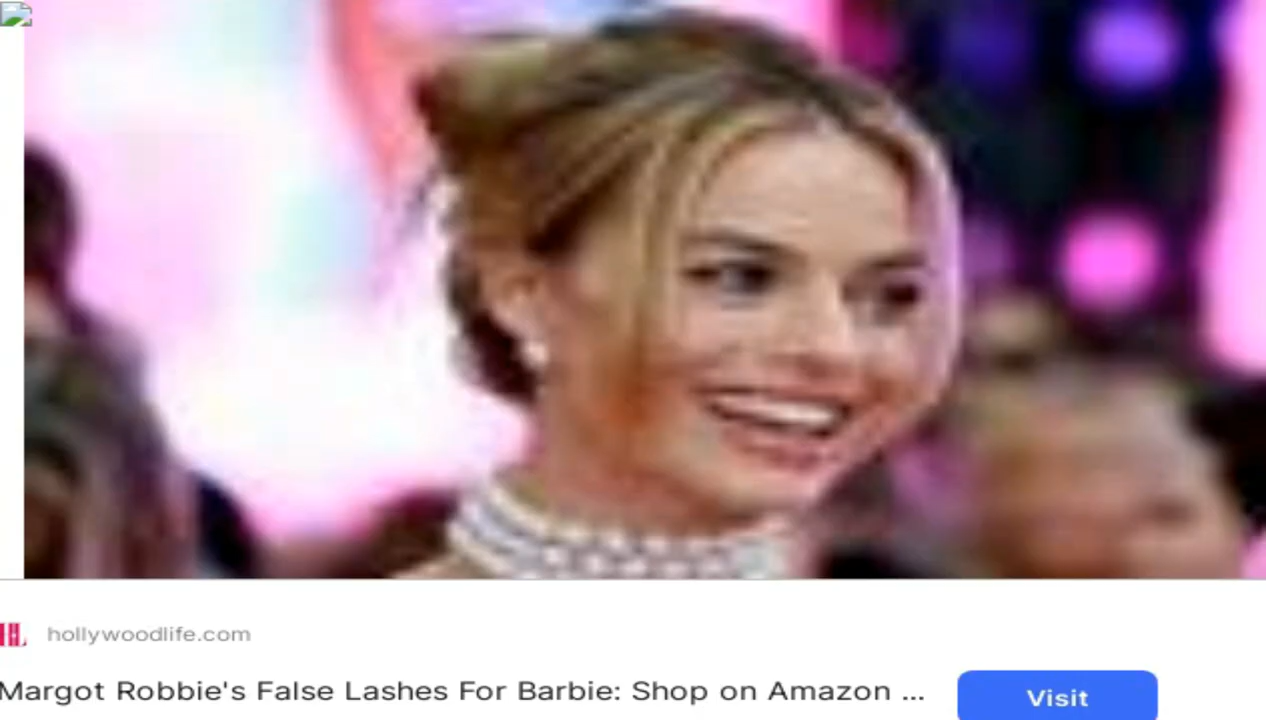 HL
hollywoodlife.com
Margot Robbie's False Lashes For Barbie: Shop on Amazon ...
Visit